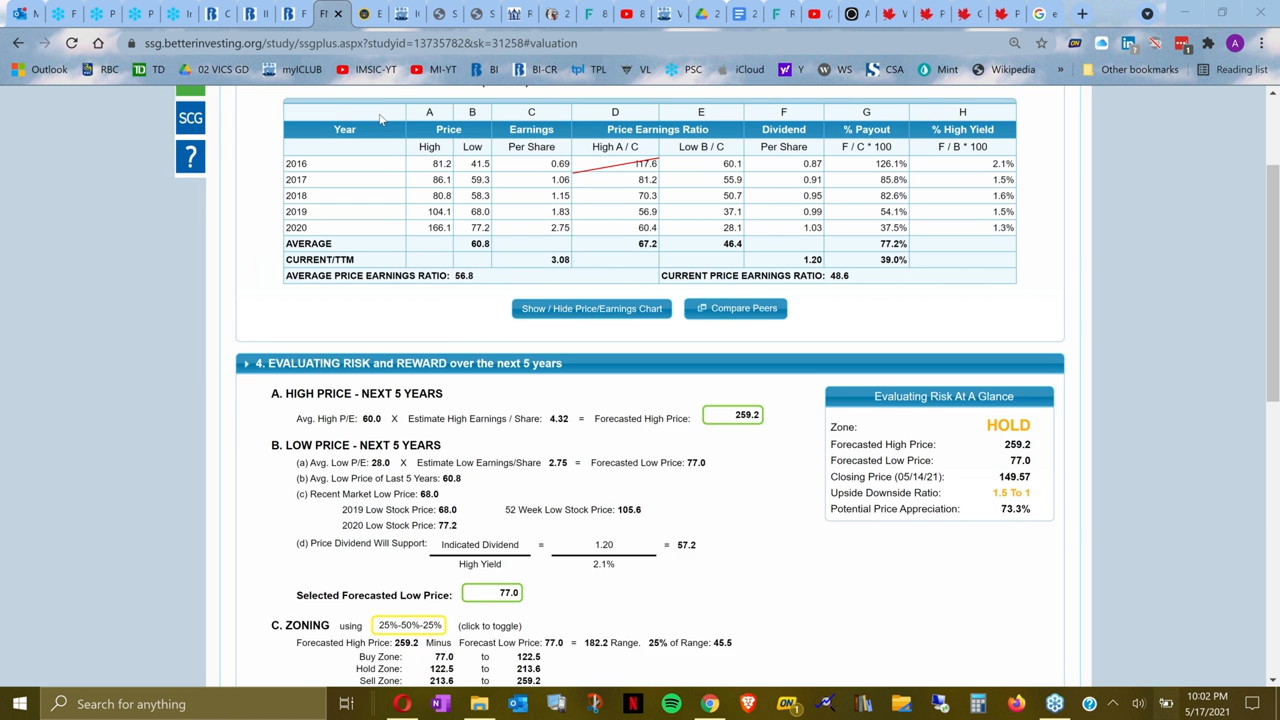 N P P P Ir C II F FI E IC S S R 2 F 8 8 V 2 2 F ( A V P C P e A
ssg.betterinvesting.org/study/ssgplus.aspx?studyid=13735782&sk=31258#valuation
Outlook RBC TD 02 VICS GD myICLUB IMSIC-YT MI-YT BI BI-CR TPL VL PSC iCloud Y WS CSA Mint Wikipedia » Other bookmarks Reading list
SCG
?
A B C D E F G H
Year Price Earnings Price Earnings Ratio Dividend % Payout % High Yield
High Low Per Share High A / C Low B / C Per Share F / C * 100 F / B * 100
2016 81.2 41.5 0.69 117.6 60.1 0.87 126.1% 2.1%
2017 86.1 59.3 1.06 81.2 55.9 0.91 85.8% 1.5%
2018 80.8 58.3 1.15 70.3 50.7 0.95 82.6% 1.6%
2019 104.1 68.0 1.83 56.9 37.1 0.99 54.1% 1.5%
2020 166.1 77.2 2.75 60.4 28.1 1.03 37.5% 1.3%
AVERAGE 60.8 67.2 46.4 77.2%
CURRENT/TTM 3.08 1.20 39.0%
AVERAGE PRICE EARNINGS RATIO: 56.8 CURRENT PRICE EARNINGS RATIO: 48.6
Show / Hide Price/Earnings Chart Compare Peers
4. EVALUATING RISK and REWARD over the next 5 years
A. HIGH PRICE - NEXT 5 YEARS
Avg. High P/E: 60.0 X Estimate High Earnings / Share: 4.32 = Forecasted High Price: 259.2
B. LOW PRICE - NEXT 5 YEARS
(a) Avg. Low P/E: 28.0 X Estimate Low Earnings/Share 2.75 = Forecasted Low Price: 77.0
(b) Avg. Low Price of Last 5 Years: 60.8
(c) Recent Market Low Price: 68.0
2019 Low Stock Price: 68.0 52 Week Low Stock Price: 105.6
2020 Low Stock Price: 77.2
(d) Price Dividend Will Support: Indicated Dividend = 1.20 = 57.2
High Yield 2.1%
Selected Forecasted Low Price: 77.0
C. ZONING using 25%-50%-25% (click to toggle)
Forecasted High Price: 259.2 Minus Forecast Low Price: 77.0 = 182.2 Range. 25% of Range: 45.5
Buy Zone: 77.0 to 122.5
Hold Zone: 122.5 to 213.6
Sell Zone: 213.6 to 259.2
Evaluating Risk At A Glance
Zone: HOLD
Forecasted High Price: 259.2
Forecasted Low Price: 77.0
Closing Price (05/14/21): 149.57
Upside Downside Ratio: 1.5 To 1
Potential Price Appreciation: 73.3%
Search for anything
10:02 PM
5/17/2021